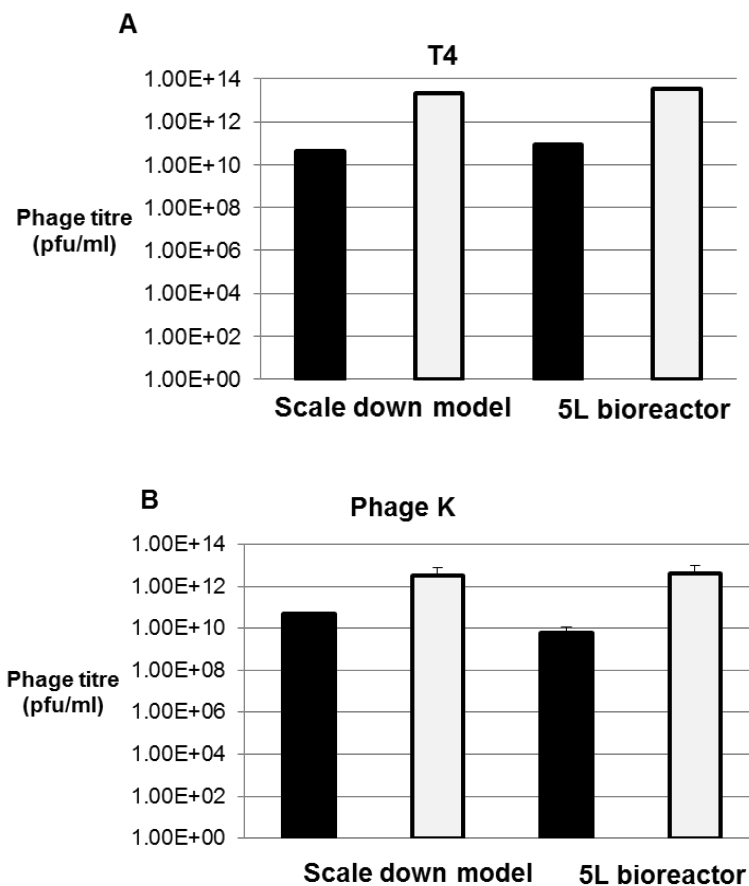 A
T4
1.00E+14
1.00E+12
1.00E+10
1.00E+08
1.00E+06
1.00E+04
1.00E+02
1.00E+00
Phage titre
(pfu/ml)
Scale down model
5L bioreactor
B
Phage K
1.00E+14
1.00E+12
1.00E+10
1.00E+08
1.00E+06
1.00E+04
1.00E+02
1.00E+00
Phage titre
(pfu/ml)
Scale down model
5L bioreactor